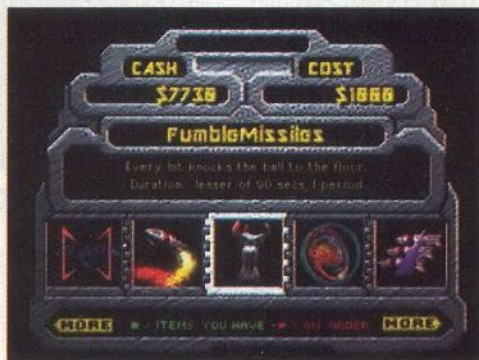 CASH COST
$7730 $1000
FumbleMissiles
Every hit knocks the ball to the floor.
Duration: lesser of 90 secs, 1 period
MORE ■ - ITEMS YOU HAVE - ■ : ON ORDER MORE